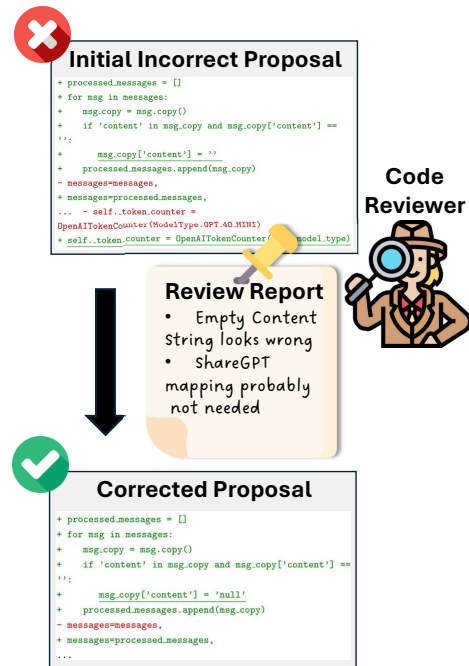 Initial Incorrect Proposal
+ processed_messages = []
+ for msg in messages:
+ msg_copy = msg.copy()
+ if 'content' in msg_copy and msg_copy['content'] ==
'':
+ msg_copy['content'] = ''
+ processed_messages.append(msg_copy)
- messages=messages,
+ messages=processed_messages,
... - self._token_counter =
OpenAITokenCounter(ModelType.GPT_4O_MINI)
+ self._token_counter = OpenAITokenCounter( model_type)
Code
Reviewer
Review Report
• Empty Content
String looks wrong
• ShareGPT
mapping probably
not needed
Corrected Proposal
+ processed_messages = []
+ for msg in messages:
+ msg_copy = msg.copy()
+ if 'content' in msg_copy and msg_copy['content'] ==
'':
+ msg_copy['content'] = 'null'
+ processed_messages.append(msg_copy)
- messages=messages,
+ messages=processed_messages,
...